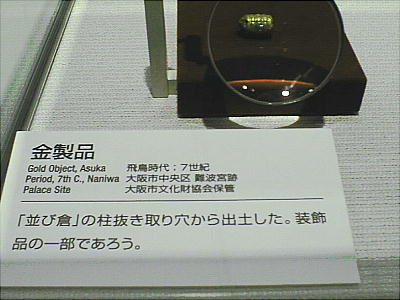 金製品
Gold Object, Asuka 飛鳥時代；7世紀
Period, 7th C., Naniwa 大阪市中央区 難波宮跡
Palace Site 大阪市文化財協会保管
「並び倉」の柱抜き取り穴から出土した。装飾
品の一部であろう。